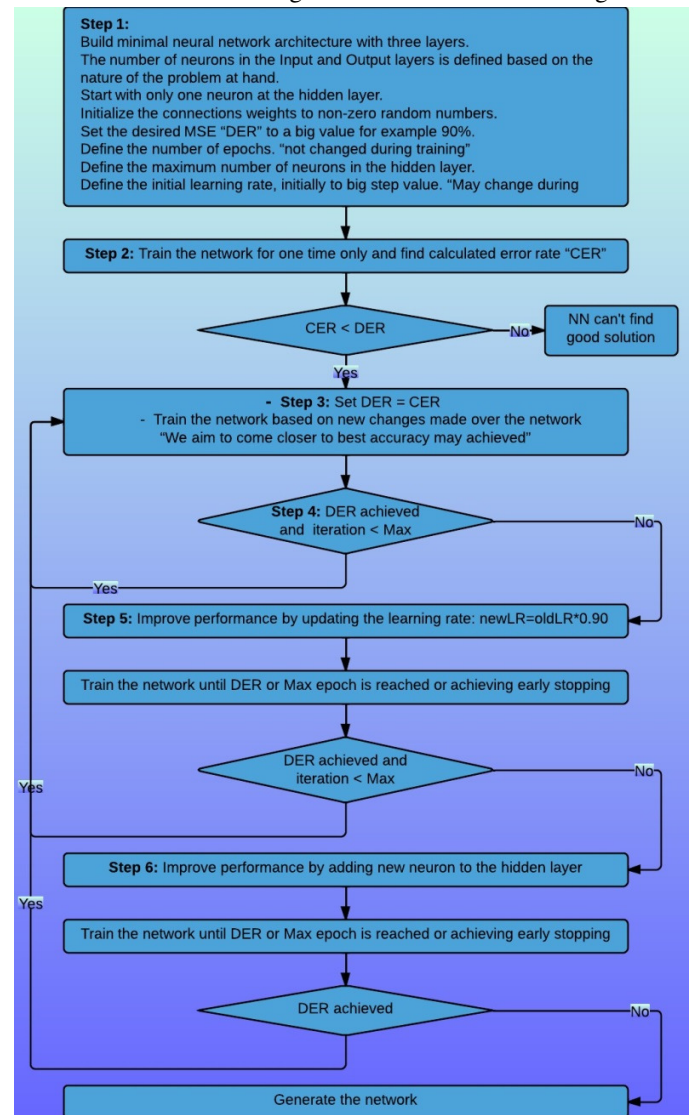 Step 1:
Build minimal neural network architecture with three layers.
The number of neurons in the Input and Output layers is defined based on the
nature of the problem at hand.
Start with only one neuron at the hidden layer.
Initialize the connections weights to non-zero random numbers.
Set the desired MSE "DER" to a big value for example 90%.
Define the number of epochs. "not changed during training"
Define the maximum number of neurons in the hidden layer.
Define the initial learning rate, initially to big step value. "May change during
Step 2: Train the network for one time only and find calculated error rate "CER"
CER < DER
No
NN can't find
good solution
Yes
- Step 3: Set DER = CER
- Train the network based on new changes made over the network
"We aim to come closer to best accuracy may achieved"
Step 4: DER achieved
and iteration < Max
No
Yes
Step 5: Improve performance by updating the learning rate: newLR=oldLR*0.90
Train the network until DER or Max epoch is reached or achieving early stopping
DER achieved and
iteration < Max
No
Yes
Step 6: Improve performance by adding new neuron to the hidden layer
Yes
Train the network until DER or Max epoch is reached or achieving early stopping
DER achieved
No
Generate the network